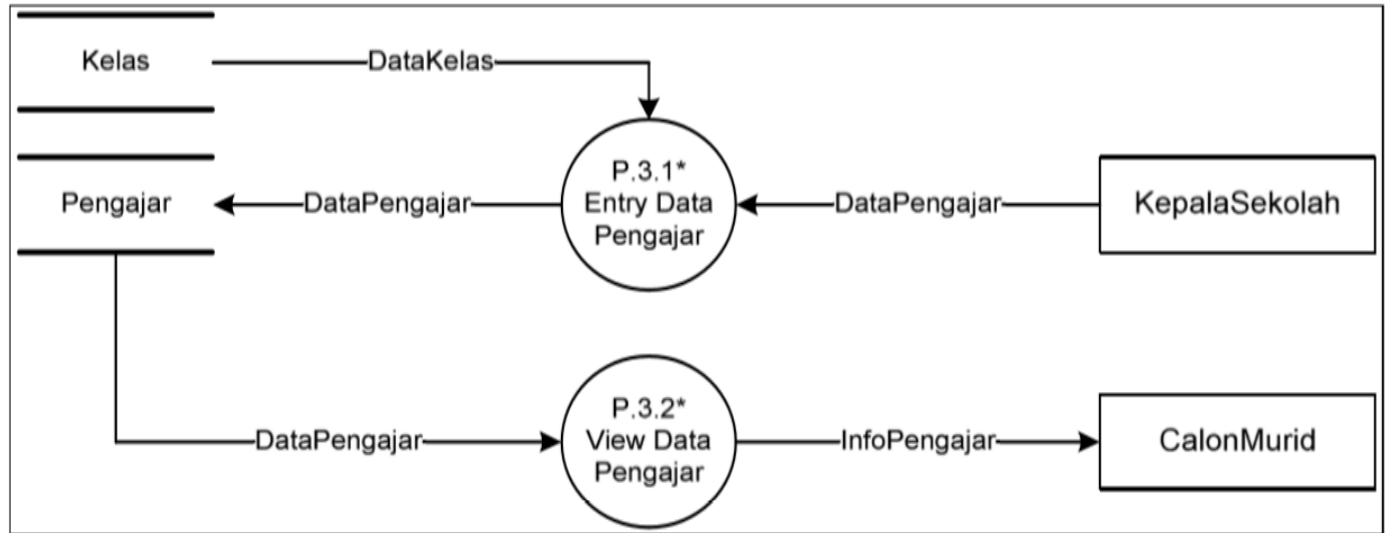 Kelas
DataKelas
P.3.1*
Entry Data
Pengajar
Pengajar
DataPengajar
DataPengajar
KepalaSekolah
P.3.2*
View Data
Pengajar
DataPengajar
InfoPengajar
CalonMurid